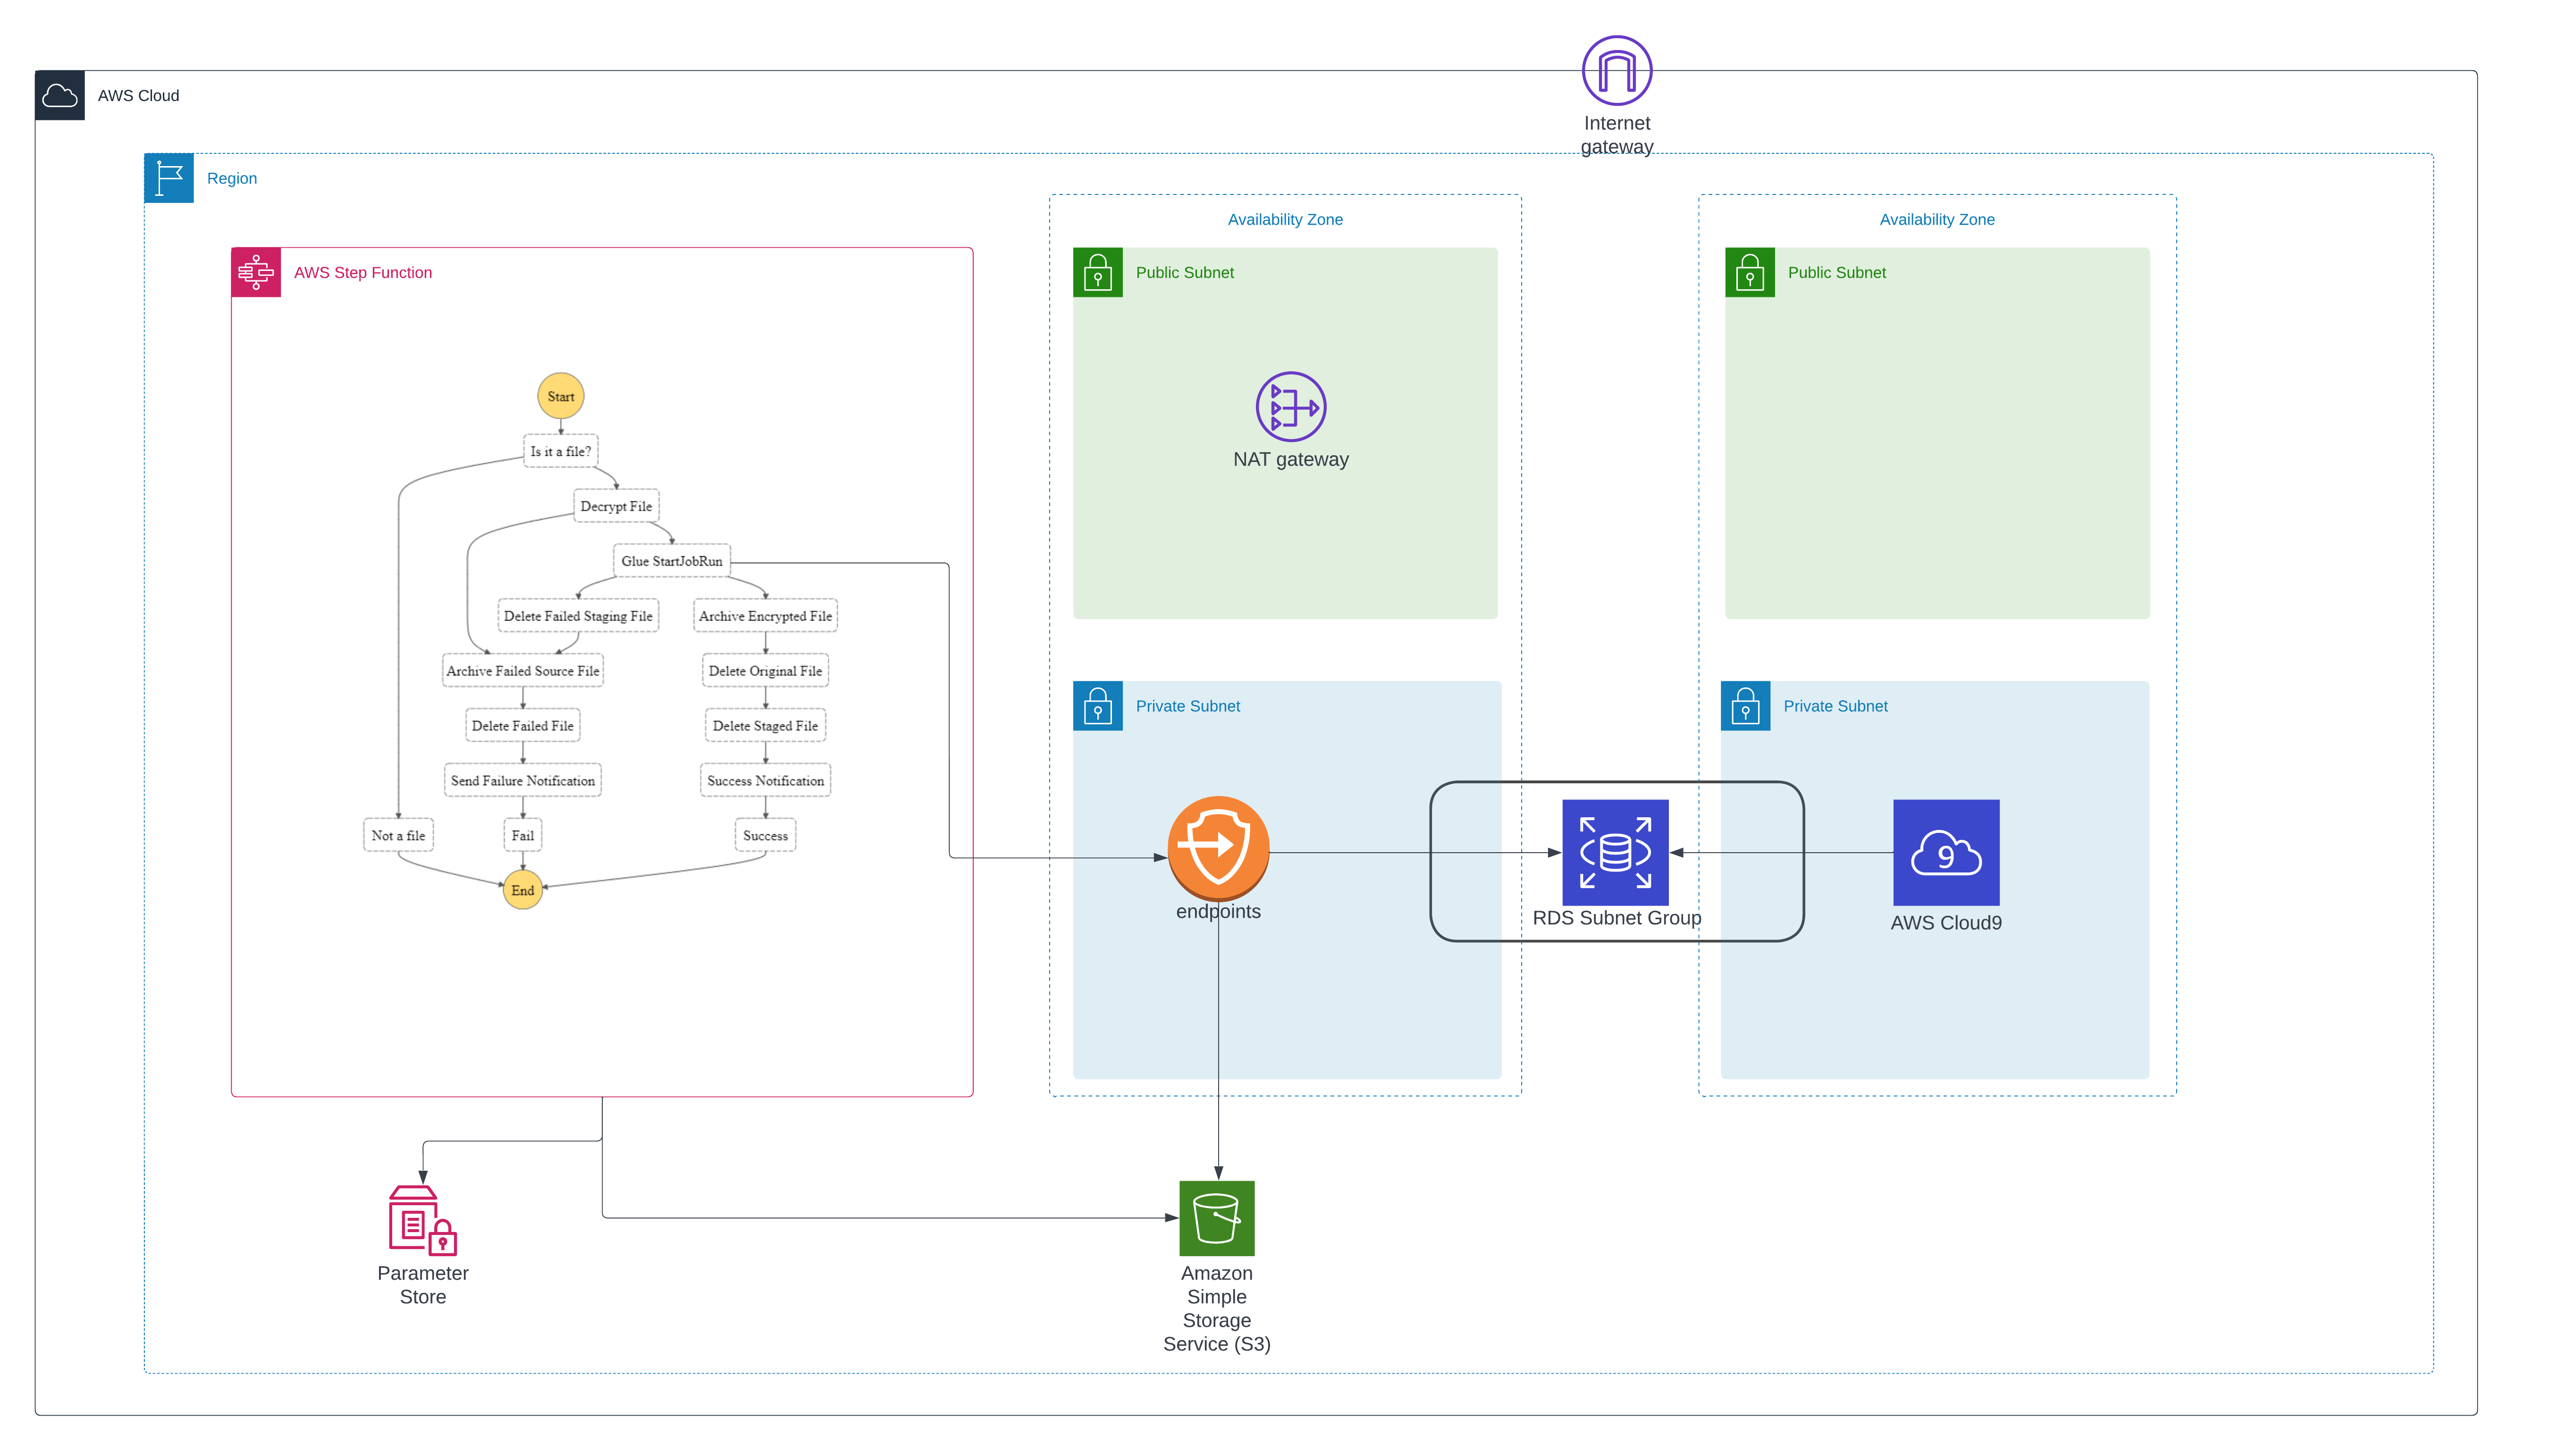 Internet
gateway
AWS Cloud
Region
Availability Zone
Availability Zone
AWS Step Function
Public Subnet
Public Subnet
Start
Is it a file?
NAT gateway
Decrypt File
Glue StartJobRun
Delete Failed Staging File
Archive Encrypted File
Archive Failed Source File
Delete Original File
Private Subnet
Private Subnet
Delete Failed File
Delete Staged File
Send Failure Notification
Success Notification
Not a file
Fail
Success
9
End
endpoints
RDS Subnet Group
AWS Cloud9
Parameter
Store
Amazon
Simple
Storage
Service (S3)